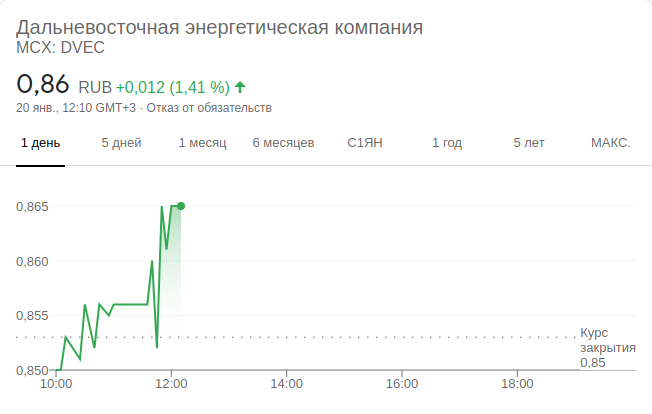 Дальневосточная энергетическая компания
MCX: DVEC
0,86 RUB +0,012 (1,41 %)
20 янв., 12:10 GMT+3 · Отказ от обязательств
1 день 5 дней 1 месяц 6 месяцев С1ЯН 1 год 5 лет МАКС.
0,865
0,860
0,855
Курс
закрытия
0,85
0,850
10:00 12:00 14:00 16:00 18:00